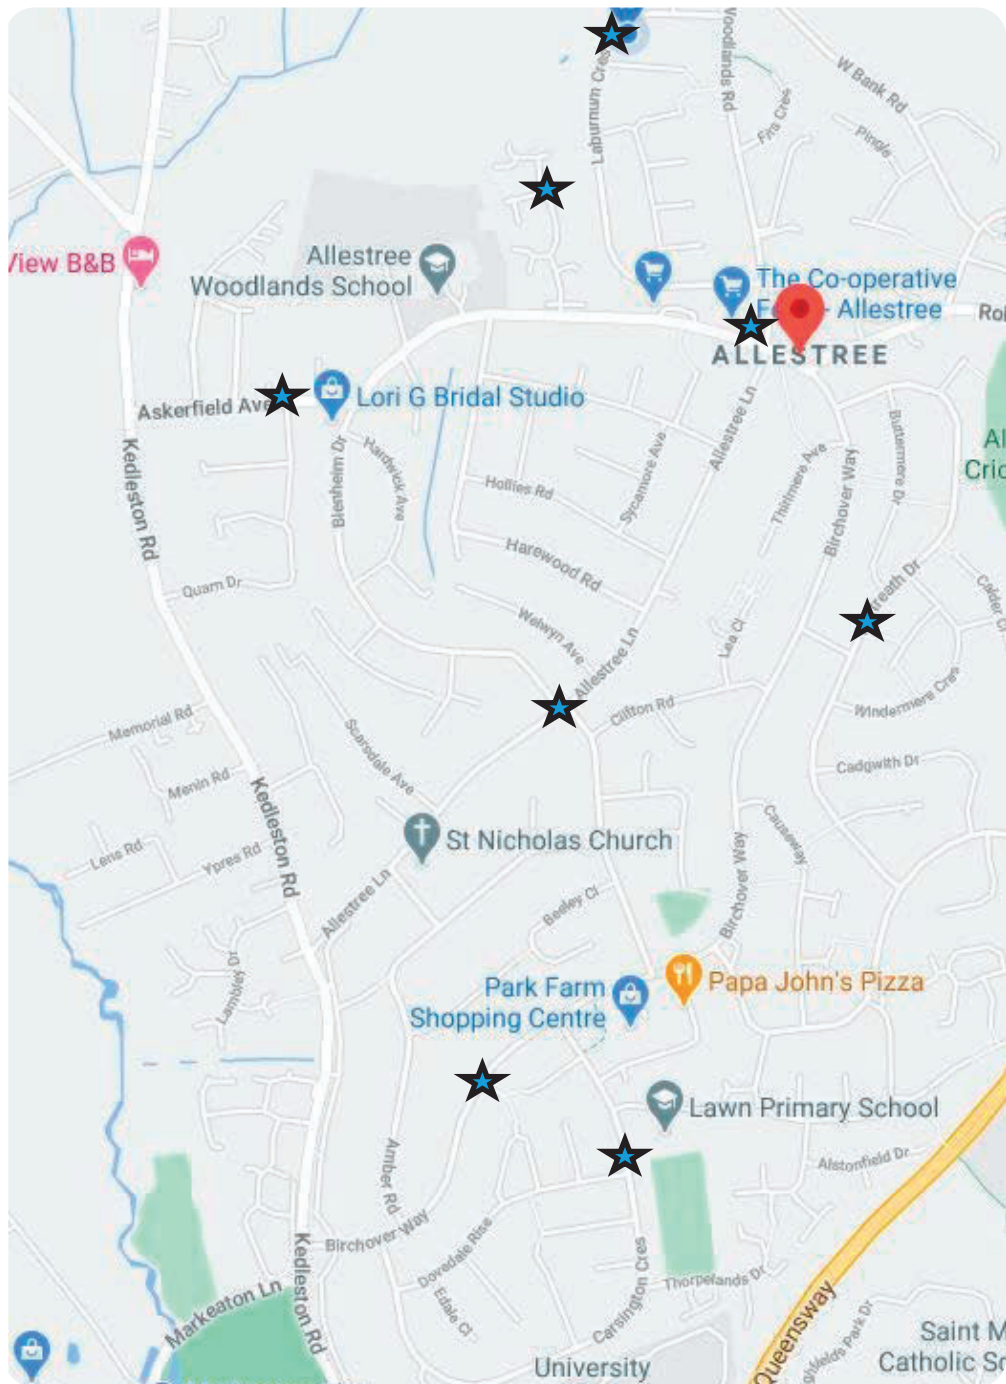 Woodlands Rd
W Bank Rd
Laburnum Cres
Firs Cres
Pingle
Allestree
Woodlands School
View B&B
The Co-operative
Allestree
ALLESTREE
Askerfield Ave
Lori G Bridal Studio
Kedleston Rd
Blenheim Dr
Hardwick Ave
Hollies Rd
Sycamore Ave
Allestree Ln
Thirlmere Ave
Birchover Way
Buttermere Dr
Harewood Rd
Quarn Dr
Welwyn Ave
Allestree Ln
Lea Cl
Clifton Rd
Windermere Cres
Memorial Rd
Menin Rd
Scarsdale Ave
Cadgwith Dr
Kedleston Rd
Lens Rd
Ypres Rd
St Nicholas Church
Causeway
Birchover Way
Allestree Ln
Beeley Cl
Lambley Dr
Park Farm
Shopping Centre
Papa John's Pizza
Lawn Primary School
Amber Rd
Alstonfield Dr
Birchover Way
Dovedale Rise
Edale Cl
Carsington Cres
Thorpelands Dr
Kedleston Rd
Markeaton Ln
Queensway
University
Saint M
Catholic